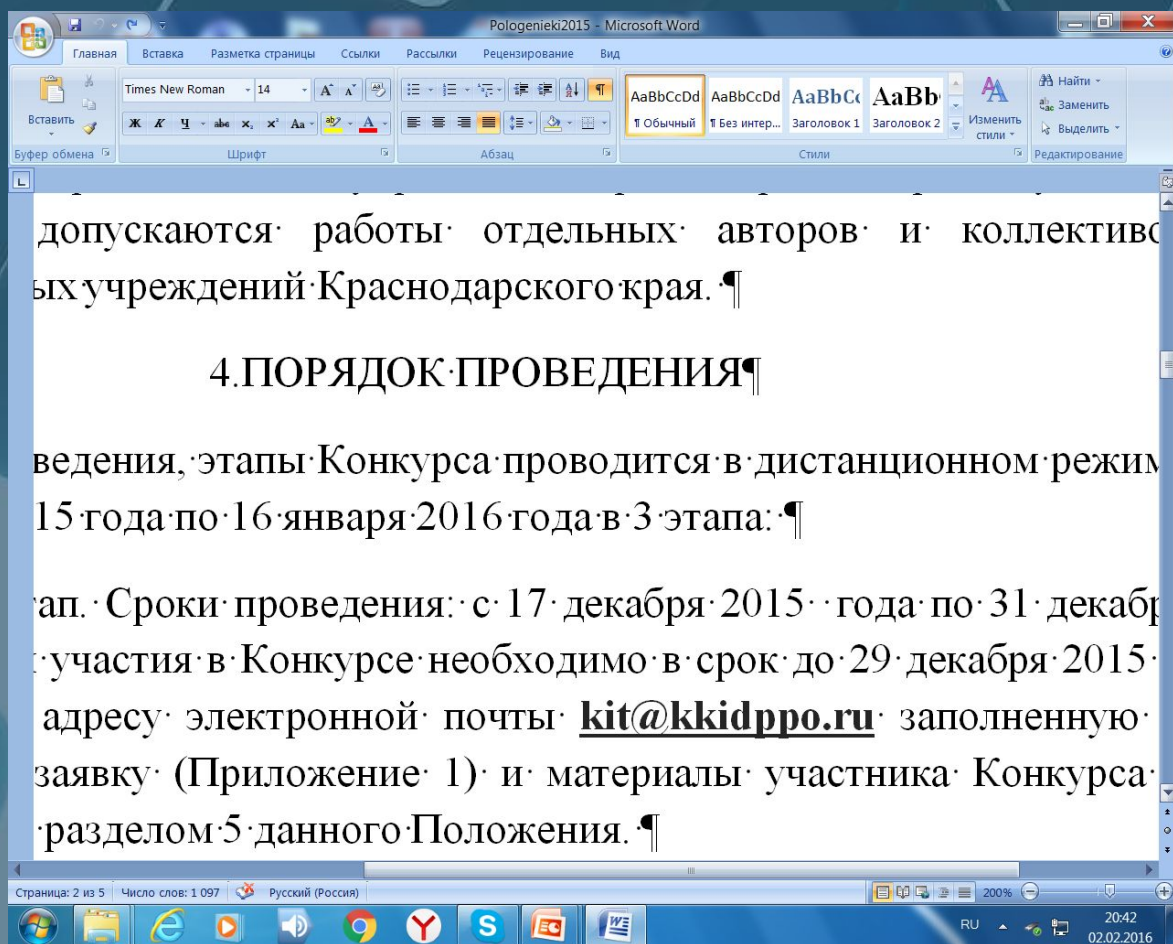 Pologenieki2015 - Microsoft Word
Главная Вставка Разметка страницы Ссылки Рассылки Рецензирование Вид
Вставить
Times New Roman 14
Ж К Ч abc x₂ x² Aa ab A
AaBbCcDd AaBbCcDd AaBbCc AaBb
¶ Обычный ¶ Без интер... Заголовок 1 Заголовок 2
Изменить стили
Найти
Заменить
Выделить
Буфер обмена Шрифт Абзац Стили Редактирование
допускаются работы отдельных авторов и коллективо
ых учреждений Краснодарского края. ¶
4.ПОРЯДОК ПРОВЕДЕНИЯ¶
ведения, этапы Конкурса проводится в дистанционном режим
15 года по 16 января 2016 года в 3 этапа: ¶
ап. Сроки проведения: с 17 декабря 2015 года по 31 декабр
участия в Конкурсе необходимо в срок до 29 декабря 2015
адресу электронной почты kit@kkidppo.ru заполненную
заявку (Приложение 1) и материалы участника Конкурса
разделом 5 данного Положения. ¶
Страница: 2 из 5 Число слов: 1 097 Русский (Россия) 200%
RU 20:42
02.02.2016